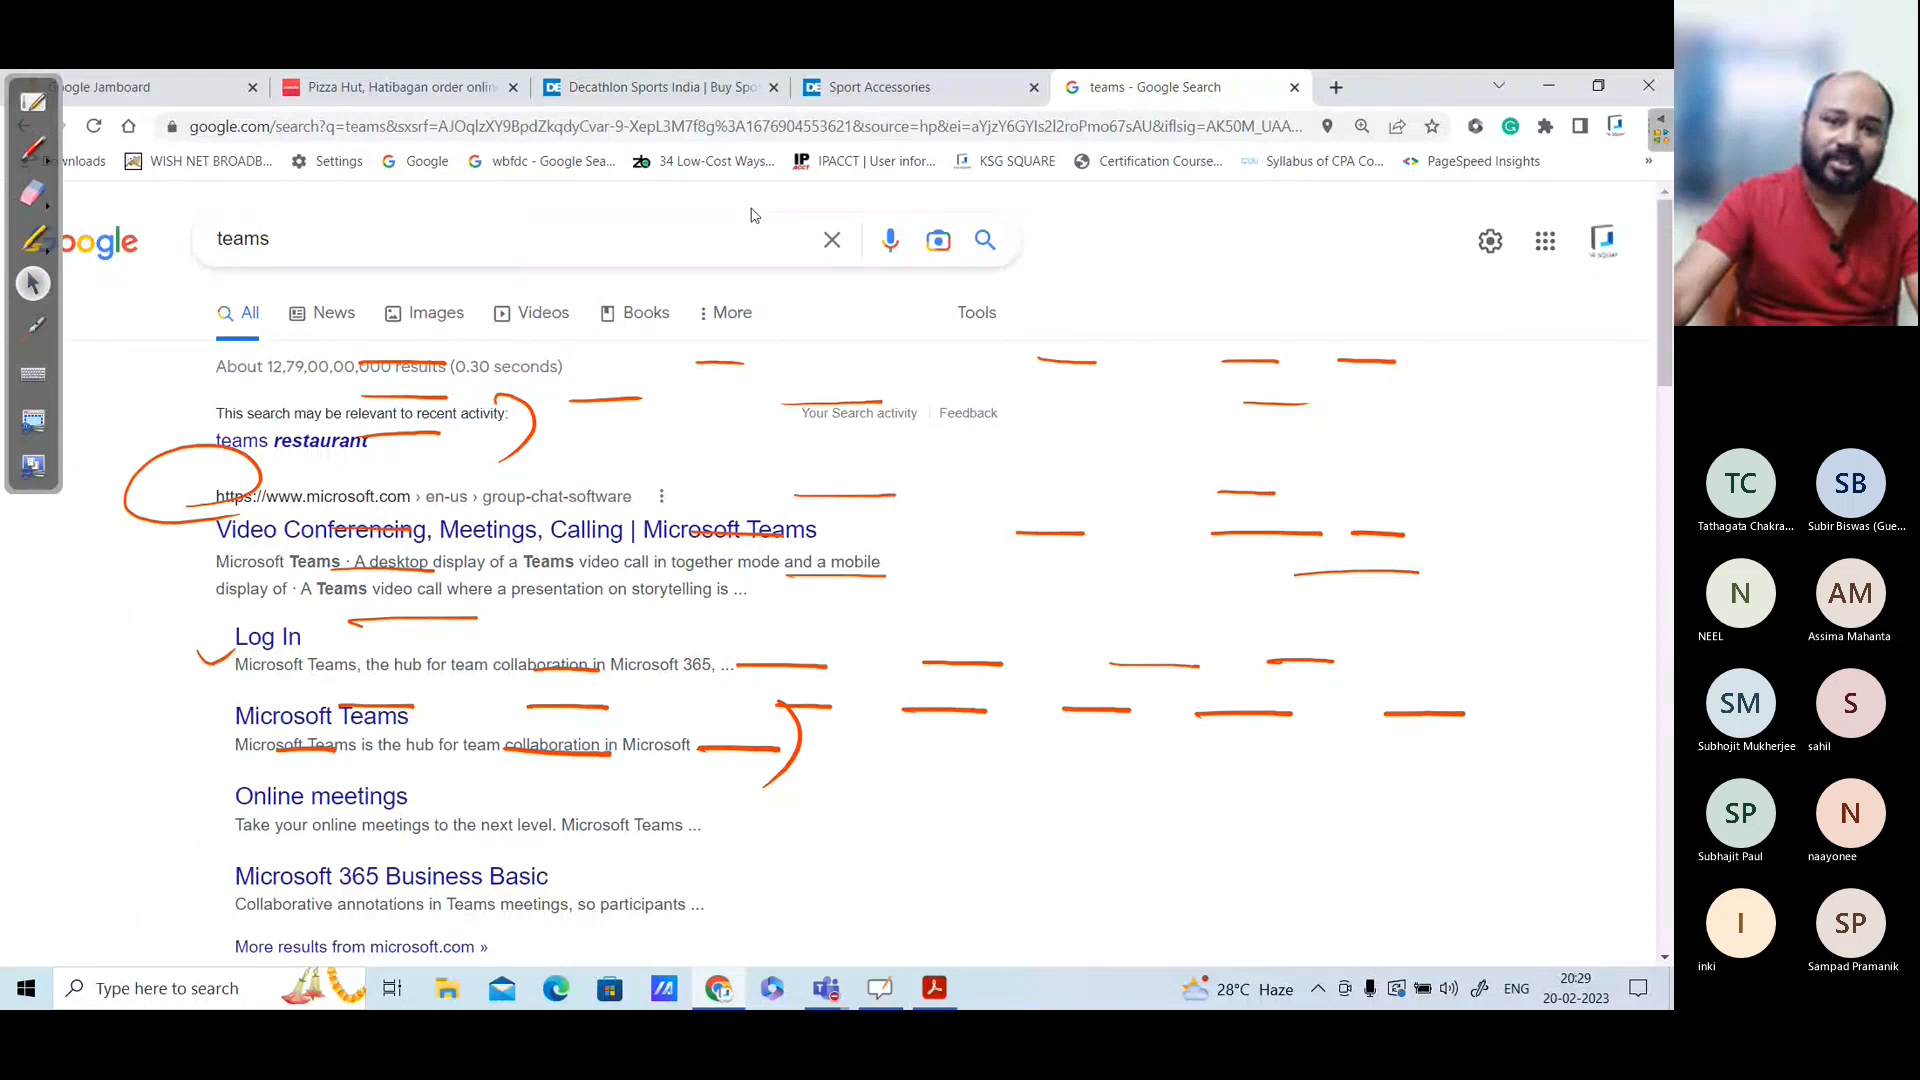 Google Jamboard
Pizza Hut, Hatibagan order onlin
DE Decathlon Sports India | Buy Spo
DE Sport Accessories
G teams - Google Search
google.com/search?q=teams&sxsrf=AJOqlzXY9BpdZkqdyCvar-9-XepL3M7f8g%3A1676904553621&source=hp&ei=aYjzY6GYIs2l2roPmo67sAU&iflsig=AK50M_UAA...
ownloads
WISH NET BROADB...
Settings
G Google
G wbfdc - Google Sea...
zb 34 Low-Cost Ways...
IP ACCT IPACCT | User infor...
KSG SQUARE
Certification Course...
Syllabus of CPA Co...
PageSpeed Insights
oogle
teams
All News Images Videos Books More Tools
About 12,79,00,00,000 results (0.30 seconds)
This search may be relevant to recent activity:
Your Search activity Feedback
teams restaurant
https://www.microsoft.com › en-us › group-chat-software
Video Conferencing, Meetings, Calling | Microsoft Teams
Microsoft Teams · A desktop display of a Teams video call in together mode and a mobile
display of · A Teams video call where a presentation on storytelling is ...
Log In
Microsoft Teams, the hub for team collaboration in Microsoft 365, ...
Microsoft Teams
Microsoft Teams is the hub for team collaboration in Microsoft
Online meetings
Take your online meetings to the next level. Microsoft Teams ...
Microsoft 365 Business Basic
Collaborative annotations in Teams meetings, so participants ...
More results from microsoft.com »
Type here to search
28°C Haze
ENG
20:29
20-02-2023
TC SB
Tathagata Chakra... Subir Biswas (Gue...
N AM
NEEL Assima Mahanta
SM S
Subhojit Mukherjee sahil
SP N
Subhajit Paul naayonee
I SP
inki Sampad Pramanik